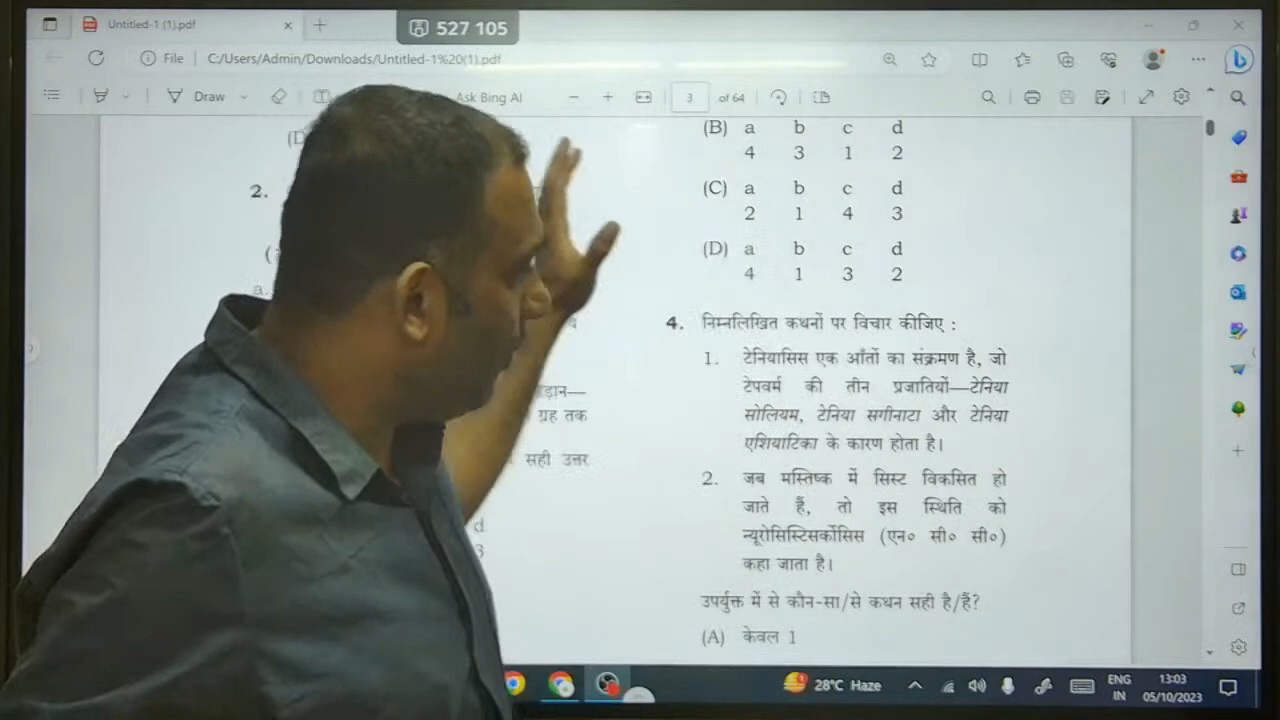 Untitled-1 (1).pdf
527 105
File
C:/Users/Admin/Downloads/Untitled-1%20(1).pdf
Draw
Ask Bing AI
3 of 64
2.
a.
ग्रह तक
सही उत्तर
d
3
(B) a b c d
4 3 1 2
(C) a b c d
2 1 4 3
(D) a b c d
4 1 3 2
4. निम्नलिखित कथनों पर विचार कीजिए :
1. टेनियासिस एक आँतों का संक्रमण है, जो
टेपवर्म की तीन प्रजातियों—टेनिया
सोलियम, टेनिया सगीनाटा और टेनिया
एशियाटिका के कारण होता है।
2. जब मस्तिष्क में सिस्ट विकसित हो
जाते हैं, तो इस स्थिति को
न्यूरोसिस्टिसर्कोसिस (एन० सी० सी०)
कहा जाता है।
उपर्युक्त में से कौन-सा/से कथन सही है/हैं?
(A) केवल 1
28°C Haze
ENG
IN
13:03
05/10/2023